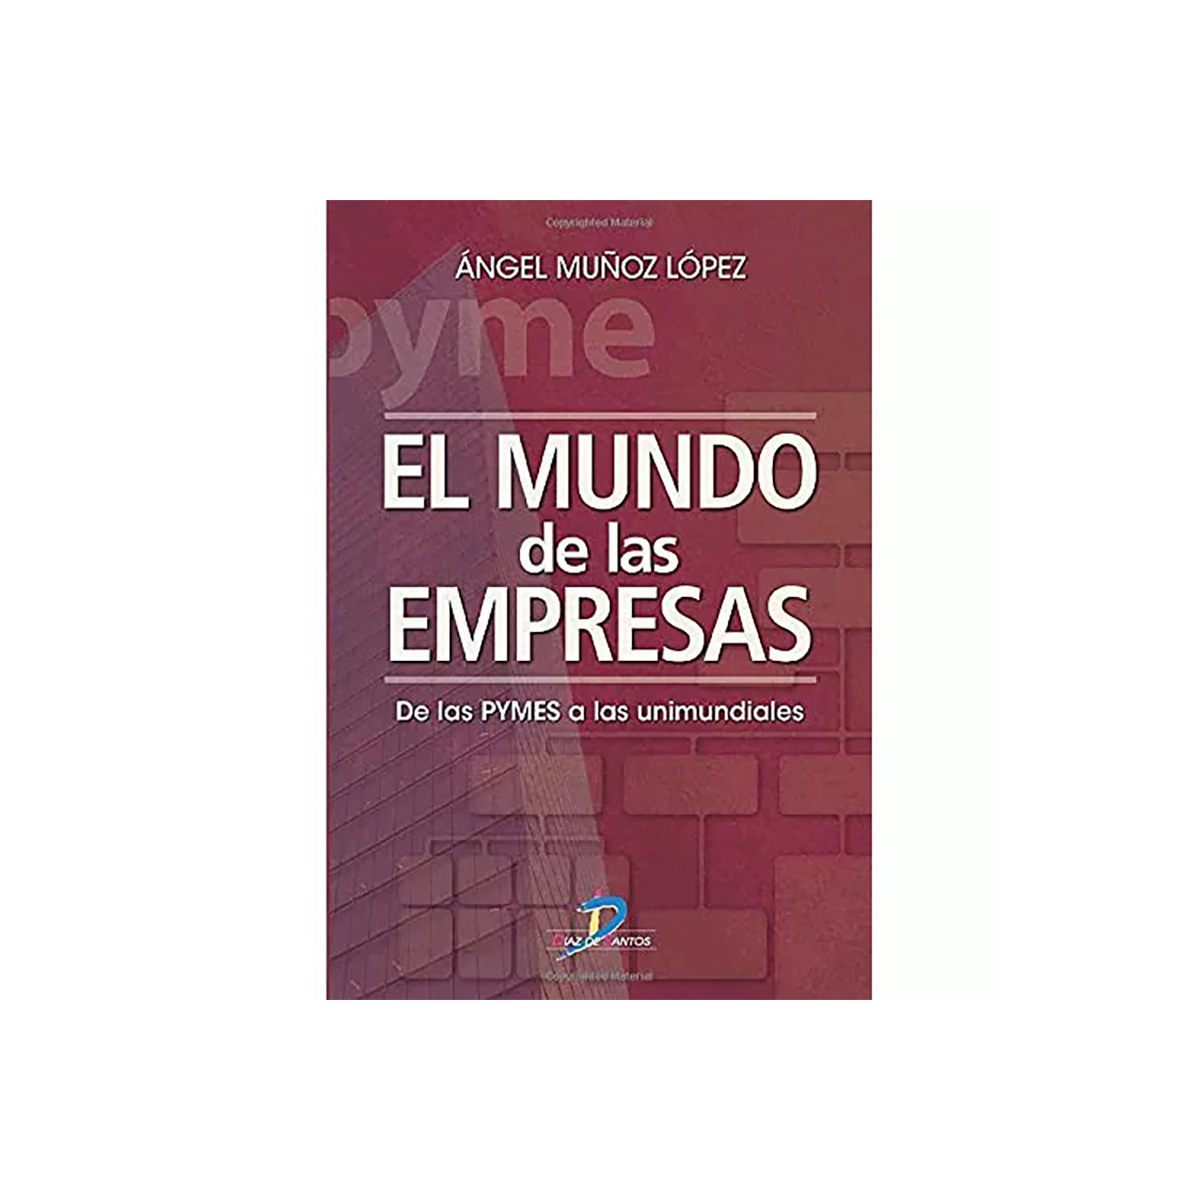 Copyrighted Material
ÁNGEL MUÑOZ LÓPEZ
pyme
EL MUNDO
de las
EMPRESAS
De las PYMES a las unimundiales
DÍAZ DE SANTOS
Copyrighted Material